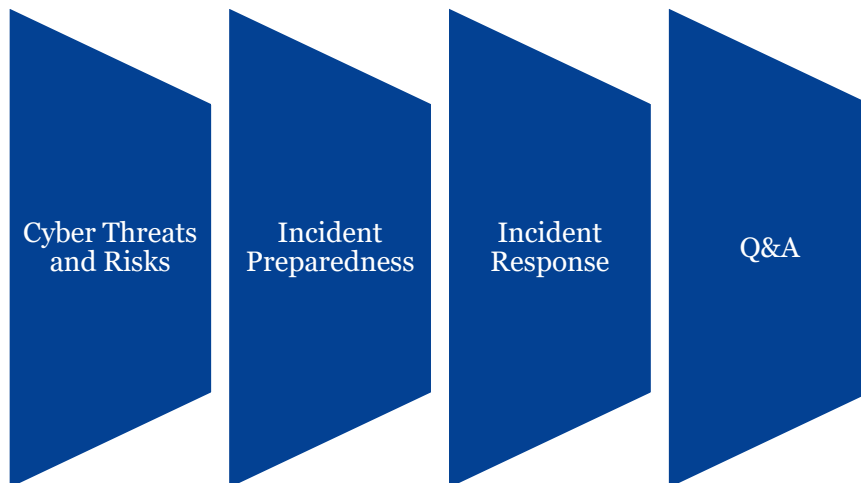 Cyber Threats
and Risks
Incident
Preparedness
Incident
Response
Q&A